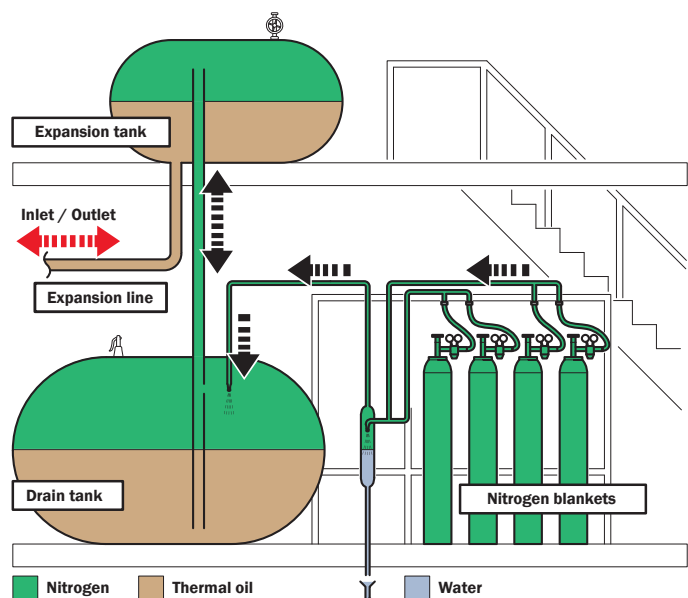 Expansion tank
Inlet / Outlet
Expansion line
Drain tank
Nitrogen blankets
Nitrogen
Thermal oil
Water